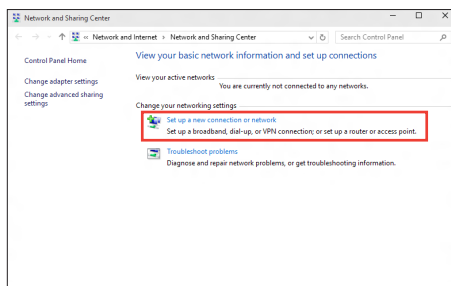 Network and Sharing Center
« Network and Internet › Network and Sharing Center
Search Control Panel
Control Panel Home
Change adapter settings
Change advanced sharing
settings
View your basic network information and set up connections
View your active networks
You are currently not connected to any networks.
Change your networking settings
Set up a new connection or network
Set up a broadband, dial-up, or VPN connection; or set up a router or access point.
Troubleshoot problems
Diagnose and repair network problems, or get troubleshooting information.